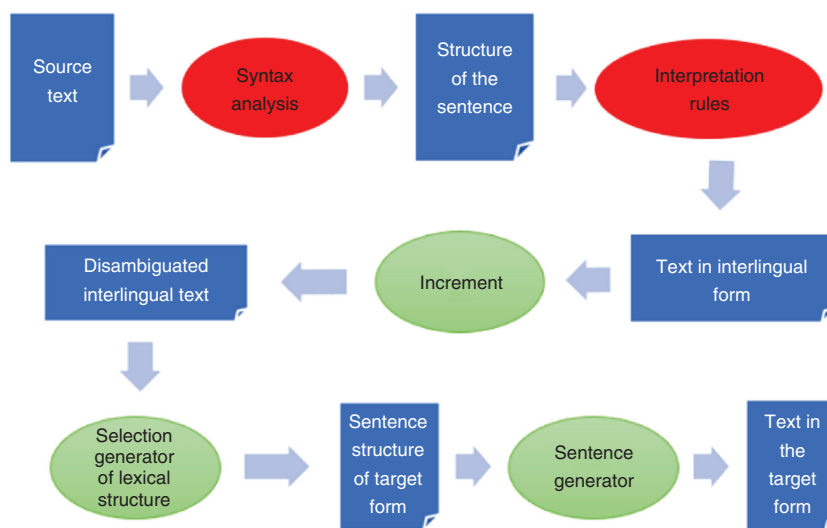 Source
text
Syntax
analysis
Structure
of the
sentence
Interpretation
rules
Disambiguated
interlingual text
Increment
Text in interlingual
form
Selection
generator
of lexical
structure
Sentence
structure
of target
form
Sentence
generator
Text in
the
target
form